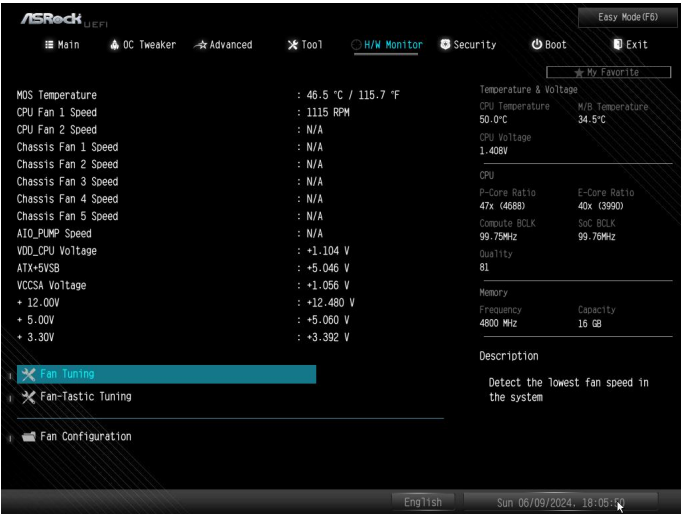 ASRock UEFI
Easy Mode(F6)
Main OC Tweaker Advanced Tool H/W Monitor Security Boot Exit
My Favorite
MOS Temperature : 46.5 °C / 115.7 °F
CPU Fan 1 Speed : 1115 RPM
CPU Fan 2 Speed : N/A
Chassis Fan 1 Speed : N/A
Chassis Fan 2 Speed : N/A
Chassis Fan 3 Speed : N/A
Chassis Fan 4 Speed : N/A
Chassis Fan 5 Speed : N/A
AIO_PUMP Speed : N/A
VDD_CPU Voltage : +1.104 V
ATX+5VSB : +5.046 V
VCCSA Voltage : +1.056 V
+ 12.00V : +12.480 V
+ 5.00V : +5.060 V
+ 3.30V : +3.392 V
Fan Tuning
Fan-Tastic Tuning
Fan Configuration
Temperature & Voltage
CPU Temperature M/B Temperature
50.0°C 34.5°C
CPU Voltage
1.408V
CPU
P-Core Ratio E-Core Ratio
47x (4688) 40x (3990)
Compute BCLK SoC BCLK
99.75MHz 99.76MHz
Quality
81
Memory
Frequency Capacity
4800 MHz 16 GB
Description
Detect the lowest fan speed in
the system
English Sun 06/09/2024, 18:05:50